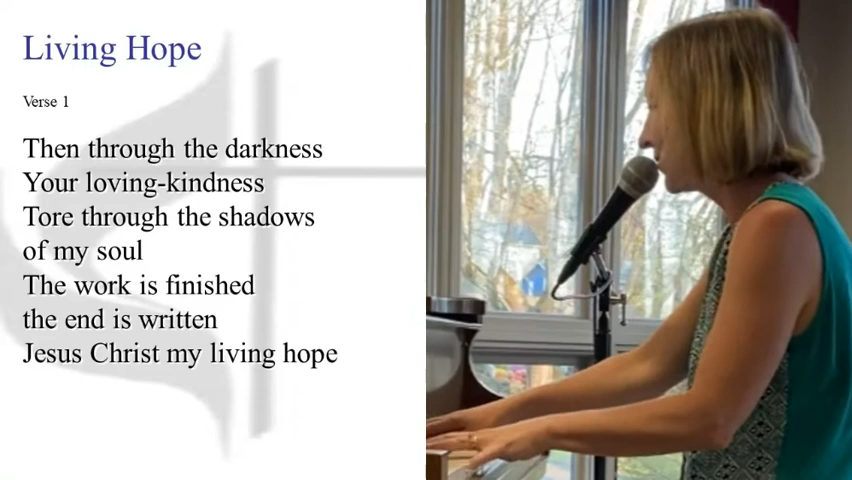 Living Hope
Verse 1
Then through the darkness
Your loving-kindness
Tore through the shadows
of my soul
The work is finished
the end is written
Jesus Christ my living hope